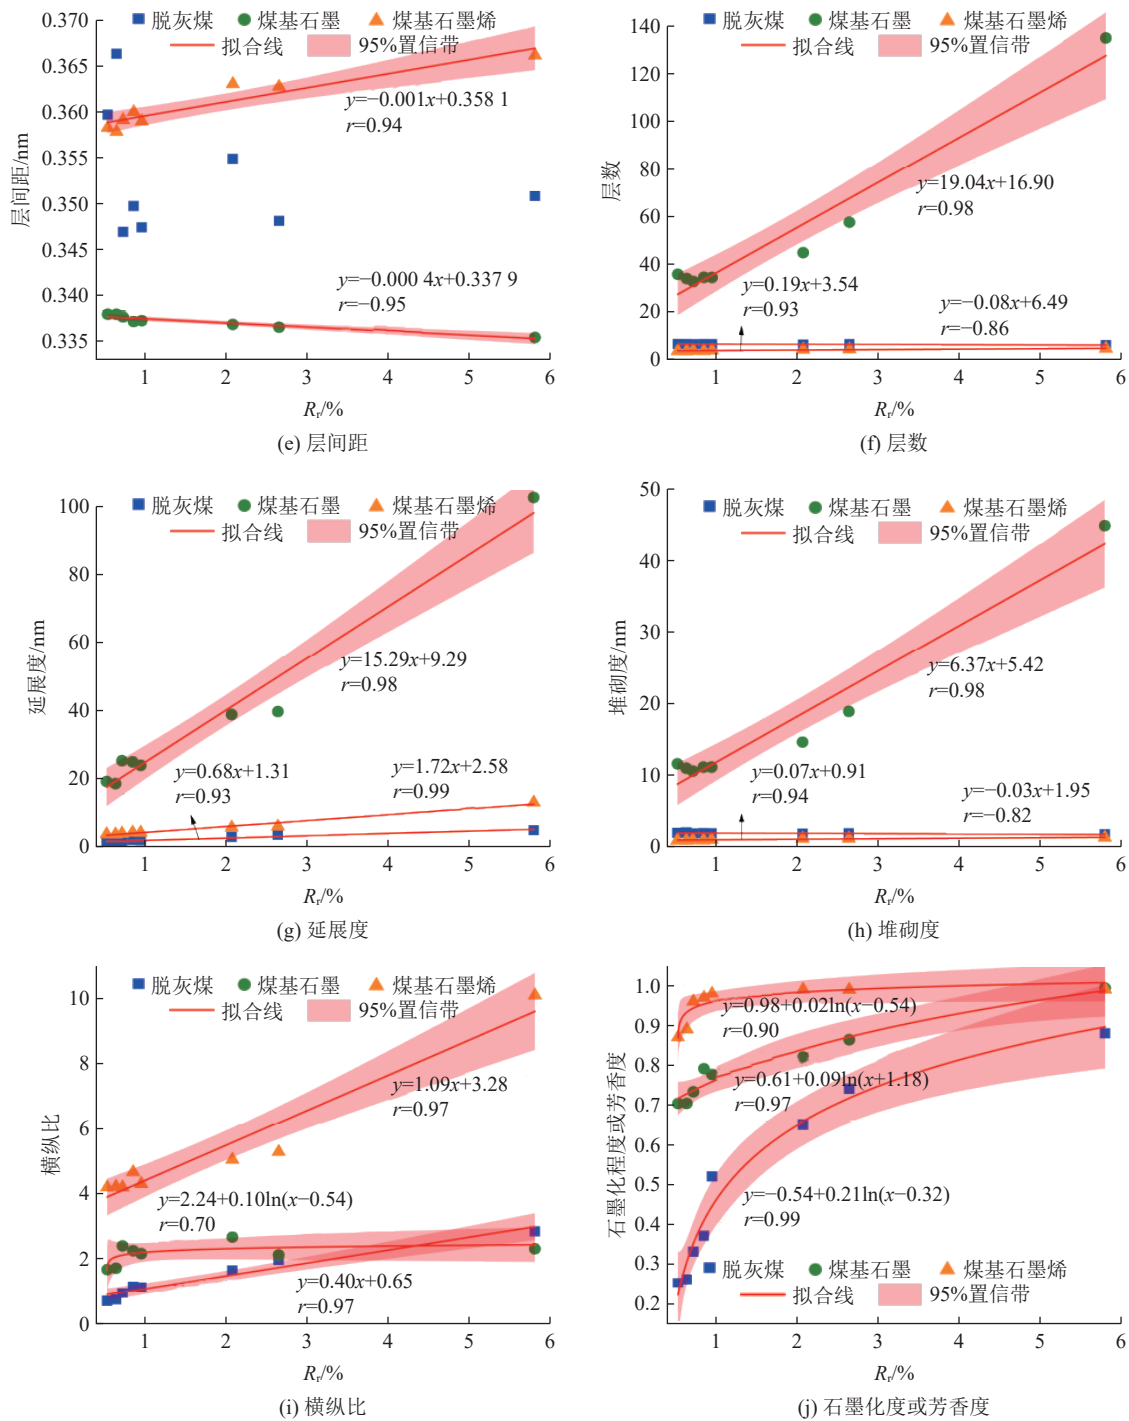 脱灰煤 煤基石墨 煤基石墨烯
拟合线 95%置信带
0.370
0.365
0.360
0.355
0.350
0.345
0.340
0.335
层间距/nm
y=−0.001x+0.358 1
r=0.94
y=−0.000 4x+0.337 9
r=−0.95
1 2 3 4 5 6
Rr/%
(e) 层间距
脱灰煤 煤基石墨 煤基石墨烯
拟合线 95%置信带
140
120
100
80
60
40
20
0
层数
y=19.04x+16.90
r=0.98
y=0.19x+3.54
r=0.93
y=−0.08x+6.49
r=−0.86
1 2 3 4 5 6
Rr/%
(f) 层数
脱灰煤 煤基石墨 煤基石墨烯
拟合线 95%置信带
100
80
60
40
20
0
延展度/nm
y=15.29x+9.29
r=0.98
y=0.68x+1.31
r=0.93
y=1.72x+2.58
r=0.99
1 2 3 4 5 6
Rr/%
(g) 延展度
脱灰煤 煤基石墨 煤基石墨烯
拟合线 95%置信带
50
40
30
20
10
0
堆砌度/nm
y=6.37x+5.42
r=0.98
y=0.07x+0.91
r=0.94
y=−0.03x+1.95
r=−0.82
1 2 3 4 5 6
Rr/%
(h) 堆砌度
脱灰煤 煤基石墨 煤基石墨烯
拟合线 95%置信带
10
8
6
4
2
0
横纵比
y=1.09x+3.28
r=0.97
y=2.24+0.10ln(x−0.54)
r=0.70
y=0.40x+0.65
r=0.97
1 2 3 4 5 6
Rr/%
(i) 横纵比
1.0
0.9
0.8
0.7
0.6
0.5
0.4
0.3
0.2
石墨化程度或芳香度
y=0.98+0.02ln(x−0.54)
r=0.90
y=0.61+0.09ln(x+1.18)
r=0.97
y=−0.54+0.21ln(x−0.32)
r=0.99
脱灰煤 煤基石墨 煤基石墨烯
拟合线 95%置信带
1 2 3 4 5 6
Rr/%
(j) 石墨化度或芳香度